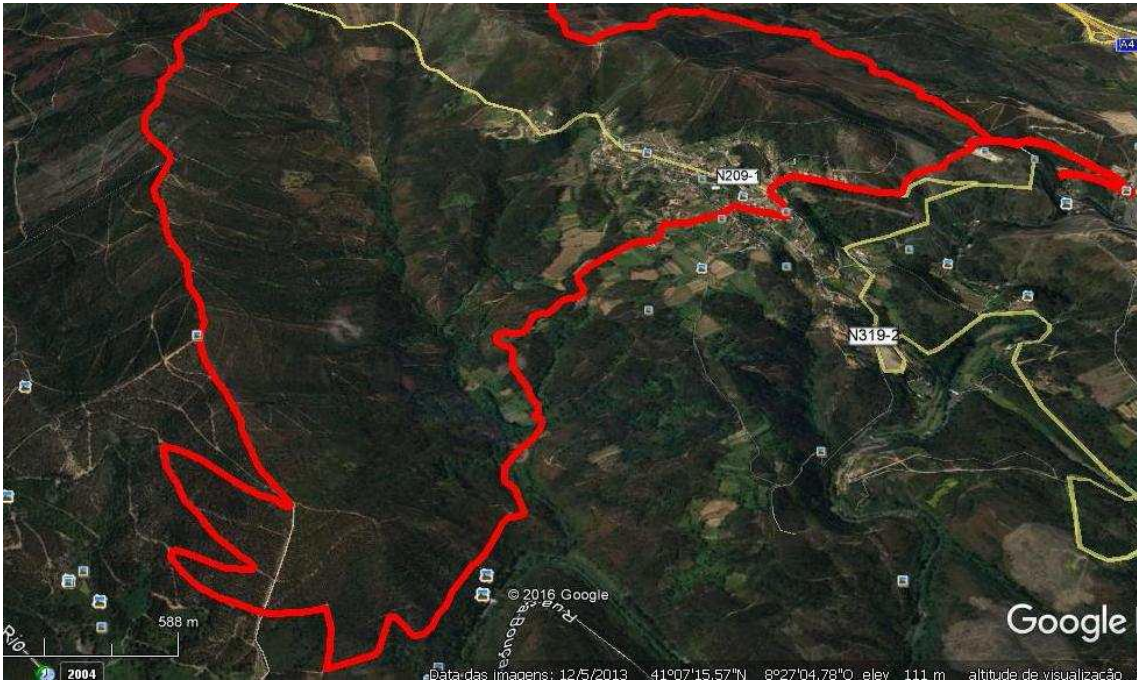 A4
N209-1
N319-2
© 2016 Google
Rua
da Bouça
588 m
Rio
Google
2004
Data das imagens: 12/5/2013 41°07'15.57"N 8°27'04.78"O elev 111 m altitude de visualização